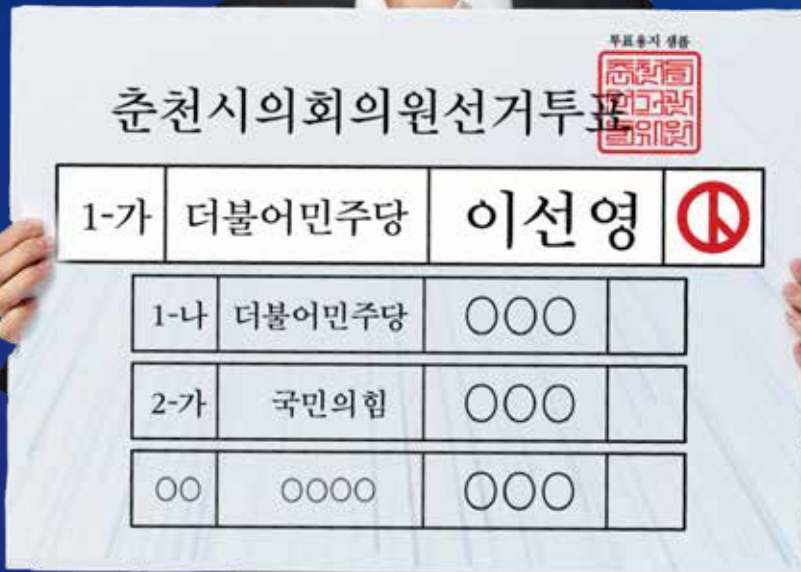 투표용지 샘플
춘천시의회의원선거투표
1-가 더불어민주당 이선영
1-나 더불어민주당 ○○○
2-가 국민의힘 ○○○
○○ ○○○○ ○○○